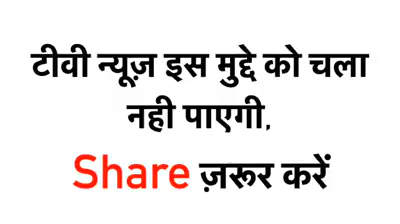 टीवी न्यूज़ इस मुद्दे को चला
नही पाएगी,
Share ज़रूर करें